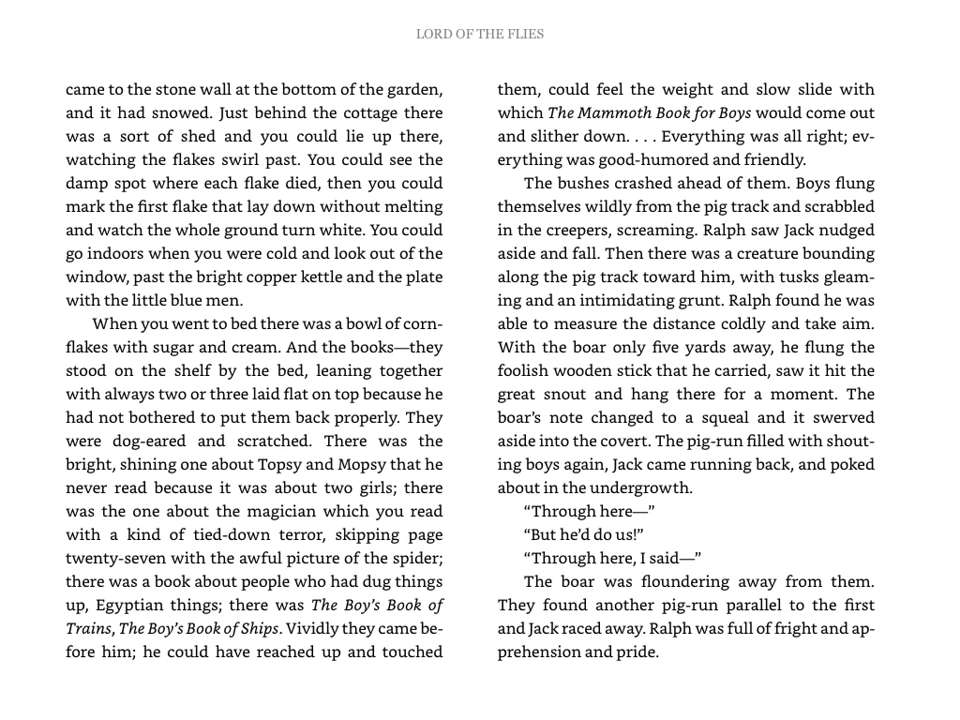 LORD OF THE FLIES
came to the stone wall at the bottom of the garden,
and it had snowed. Just behind the cottage there
was a sort of shed and you could lie up there,
watching the flakes swirl past. You could see the
damp spot where each flake died, then you could
mark the first flake that lay down without melting
and watch the whole ground turn white. You could
go indoors when you were cold and look out of the
window, past the bright copper kettle and the plate
with the little blue men.
When you went to bed there was a bowl of corn-
flakes with sugar and cream. And the books—they
stood on the shelf by the bed, leaning together
with always two or three laid flat on top because he
had not bothered to put them back properly. They
were dog-eared and scratched. There was the
bright, shining one about Topsy and Mopsy that he
never read because it was about two girls; there
was the one about the magician which you read
with a kind of tied-down terror, skipping page
twenty-seven with the awful picture of the spider;
there was a book about people who had dug things
up, Egyptian things; there was The Boy's Book of
Trains, The Boy's Book of Ships. Vividly they came be-
fore him; he could have reached up and touched
them, could feel the weight and slow slide with
which The Mammoth Book for Boys would come out
and slither down. . . . Everything was all right; ev-
erything was good-humored and friendly.
The bushes crashed ahead of them. Boys flung
themselves wildly from the pig track and scrabbled
in the creepers, screaming. Ralph saw Jack nudged
aside and fall. Then there was a creature bounding
along the pig track toward him, with tusks gleam-
ing and an intimidating grunt. Ralph found he was
able to measure the distance coldly and take aim.
With the boar only five yards away, he flung the
foolish wooden stick that he carried, saw it hit the
great snout and hang there for a moment. The
boar's note changed to a squeal and it swerved
aside into the covert. The pig-run filled with shout-
ing boys again, Jack came running back, and poked
about in the undergrowth.
“Through here—”
“But he'd do us!”
“Through here, I said—”
The boar was floundering away from them.
They found another pig-run parallel to the first
and Jack raced away. Ralph was full of fright and ap-
prehension and pride.